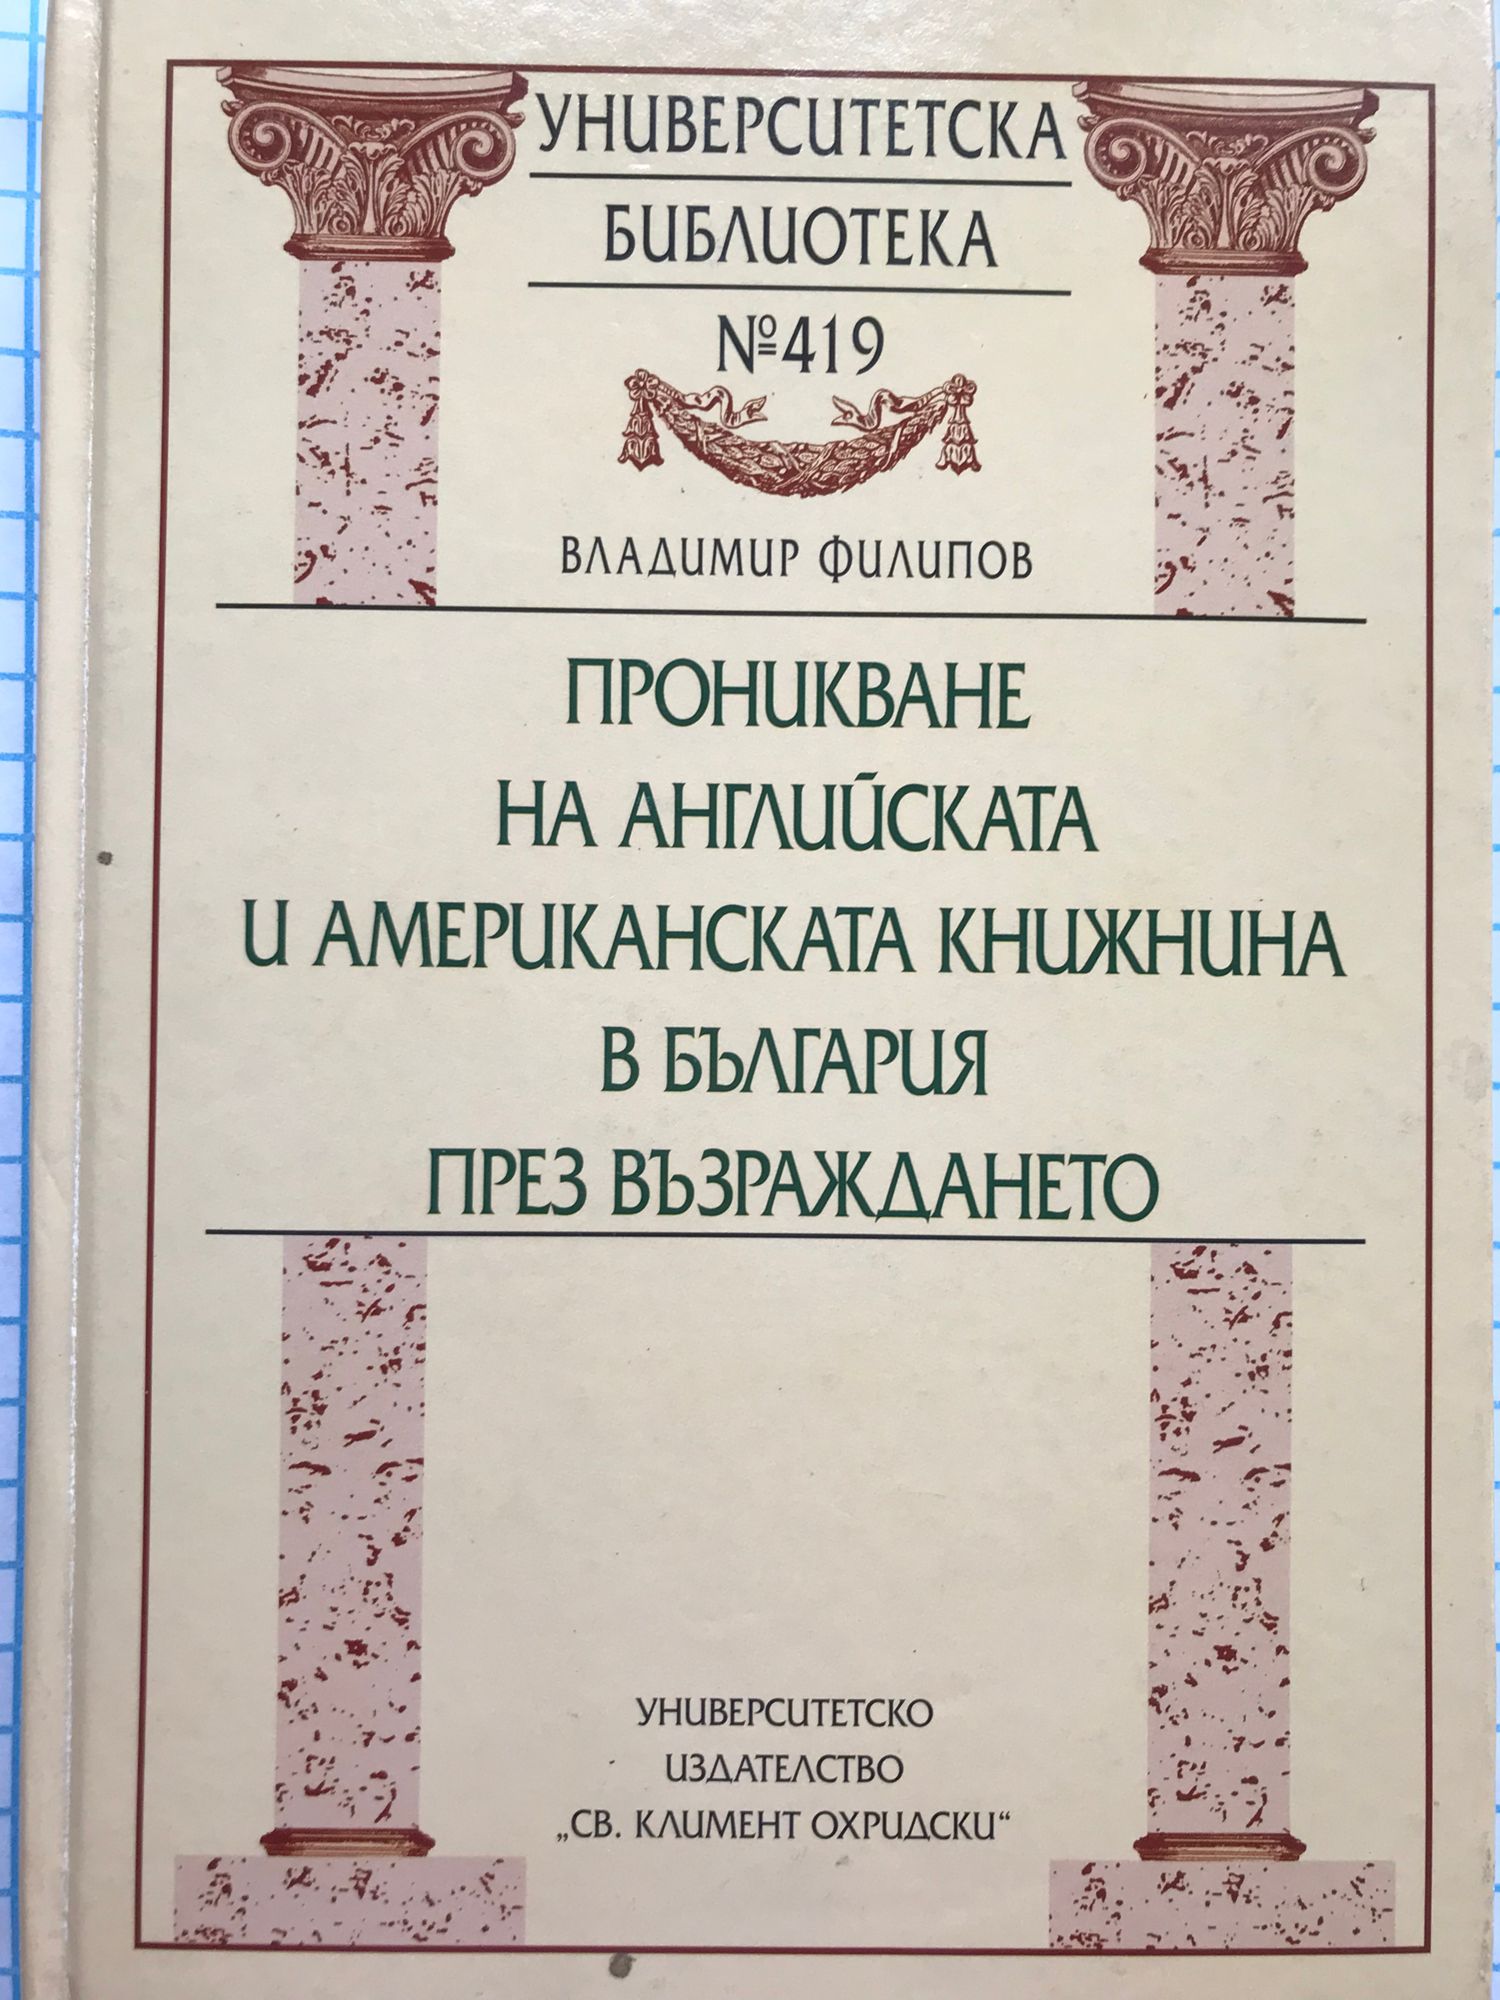 УНИВЕРСИТЕТСКА
БИБЛИОТЕКА
№419
ВЛАДИМИР ФИЛИПОВ
ПРОНИКВАНЕ
НА АНГЛИЙСКАТА
И АМЕРИКАНСКАТА КНИЖНИНА
В БЪЛГАРИЯ
ПРЕЗ ВЪЗРАЖДАНЕТО
УНИВЕРСИТЕТСКО
ИЗДАТЕЛСТВО
„СВ. КЛИМЕНТ ОХРИДСКИ“